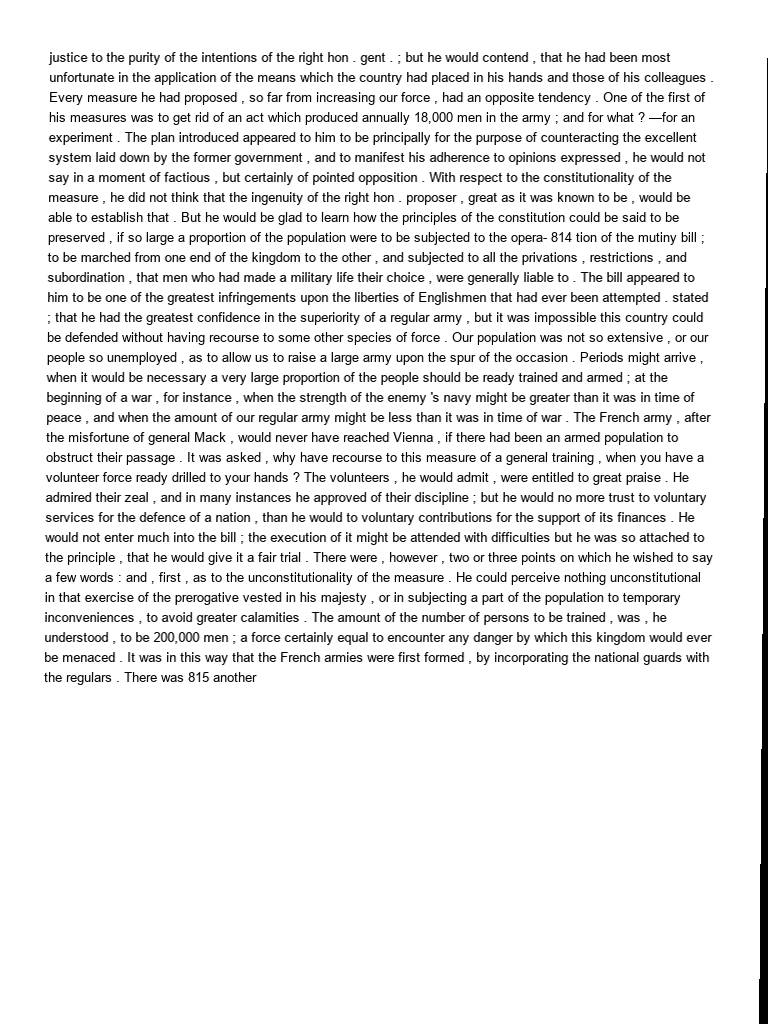 justice to the purity of the intentions of the right hon . gent . ; but he would contend , that he had been most
unfortunate in the application of the means which the country had placed in his hands and those of his colleagues .
Every measure he had proposed , so far from increasing our force , had an opposite tendency . One of the first of
his measures was to get rid of an act which produced annually 18,000 men in the army ; and for what ? —for an
experiment . The plan introduced appeared to him to be principally for the purpose of counteracting the excellent
system laid down by the former government , and to manifest his adherence to opinions expressed , he would not
say in a moment of factious , but certainly of pointed opposition . With respect to the constitutionality of the
measure , he did not think that the ingenuity of the right hon . proposer , great as it was known to be , would be
able to establish that . But he would be glad to learn how the principles of the constitution could be said to be
preserved , if so large a proportion of the population were to be subjected to the opera- 814 tion of the mutiny bill ;
to be marched from one end of the kingdom to the other , and subjected to all the privations , restrictions , and
subordination , that men who had made a military life their choice , were generally liable to . The bill appeared to
him to be one of the greatest infringements upon the liberties of Englishmen that had ever been attempted . stated
; that he had the greatest confidence in the superiority of a regular army , but it was impossible this country could
be defended without having recourse to some other species of force . Our population was not so extensive , or our
people so unemployed , as to allow us to raise a large army upon the spur of the occasion . Periods might arrive ,
when it would be necessary a very large proportion of the people should be ready trained and armed ; at the
beginning of a war , for instance , when the strength of the enemy 's navy might be greater than it was in time of
peace , and when the amount of our regular army might be less than it was in time of war . The French army , after
the misfortune of general Mack , would never have reached Vienna , if there had been an armed population to
obstruct their passage . It was asked , why have recourse to this measure of a general training , when you have a
volunteer force ready drilled to your hands ? The volunteers , he would admit , were entitled to great praise . He
admired their zeal , and in many instances he approved of their discipline ; but he would no more trust to voluntary
services for the defence of a nation , than he would to voluntary contributions for the support of its finances . He
would not enter much into the bill ; the execution of it might be attended with difficulties but he was so attached to
the principle , that he would give it a fair trial . There were , however , two or three points on which he wished to say
a few words : and , first , as to the unconstitutionality of the measure . He could perceive nothing unconstitutional
in that exercise of the prerogative vested in his majesty , or in subjecting a part of the population to temporary
inconveniences , to avoid greater calamities . The amount of the number of persons to be trained , was , he
understood , to be 200,000 men ; a force certainly equal to encounter any danger by which this kingdom would ever
be menaced . It was in this way that the French armies were first formed , by incorporating the national guards with
the regulars . There was 815 another